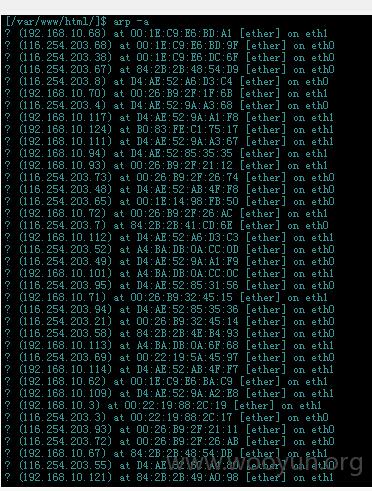 [/var/www/html/]$ arp -a
? (192.168.10.68) at 00:1E:C9:E6:BD:A1 [ether] on eth1
? (116.254.203.68) at 00:1E:C9:E6:BD:9F [ether] on eth0
? (116.254.203.38) at 00:1E:C9:E6:DC:6F [ether] on eth0
? (116.254.203.67) at 84:2B:2B:48:54:D9 [ether] on eth0
? (116.254.203.8) at D4:AE:52:A6:D3:C4 [ether] on eth0
? (192.168.10.70) at 00:26:B9:2F:1F:6B [ether] on eth1
? (116.254.203.4) at D4:AE:52:9A:A3:68 [ether] on eth0
? (192.168.10.117) at D4:AE:52:9A:A1:F8 [ether] on eth1
? (192.168.10.124) at B0:83:FE:C1:75:17 [ether] on eth1
? (192.168.10.111) at D4:AE:52:9A:A3:67 [ether] on eth1
? (192.168.10.94) at D4:AE:52:85:35:35 [ether] on eth1
? (192.168.10.93) at 00:26:B9:2F:21:12 [ether] on eth1
? (116.254.203.73) at 00:26:B9:2F:26:74 [ether] on eth0
? (116.254.203.48) at D4:AE:52:AB:4F:F8 [ether] on eth0
? (116.254.203.65) at 00:1E:14:98:FB:50 [ether] on eth0
? (192.168.10.72) at 00:26:B9:2F:26:AC [ether] on eth1
? (116.254.203.7) at 84:2B:2B:41:CD:6E [ether] on eth0
? (192.168.10.112) at D4:AE:52:A6:D3:C3 [ether] on eth1
? (116.254.203.52) at A4:BA:DB:0A:CC:0D [ether] on eth0
? (116.254.203.49) at D4:AE:52:9A:A1:F9 [ether] on eth0
? (192.168.10.101) at A4:BA:DB:0A:CC:0C [ether] on eth1
? (116.254.203.95) at D4:AE:52:85:31:56 [ether] on eth0
? (192.168.10.71) at 00:26:B9:32:45:15 [ether] on eth1
? (116.254.203.94) at D4:AE:52:85:35:36 [ether] on eth0
? (116.254.203.21) at 00:26:B9:32:45:14 [ether] on eth0
? (116.254.203.58) at 84:2B:2B:4E:B4:93 [ether] on eth0
? (192.168.10.113) at A4:BA:DB:0A:6F:68 [ether] on eth1
? (116.254.203.69) at 00:22:19:5A:45:97 [ether] on eth0
? (192.168.10.114) at D4:AE:52:AB:4F:F7 [ether] on eth1
? (192.168.10.62) at 00:1E:C9:E6:BA:C9 [ether] on eth1
? (192.168.10.109) at D4:AE:52:9A:A2:E8 [ether] on eth1
? (192.168.10.3) at 00:22:19:88:2C:19 [ether] on eth1
? (116.254.203.3) at 00:22:19:88:2C:17 [ether] on eth0
? (116.254.203.93) at 00:26:B9:2F:21:11 [ether] on eth0
? (116.254.203.72) at 00:26:B9:2F:26:AB [ether] on eth0
? (192.168.10.67) at 84:2B:2B:48:54:DB [ether] on eth1
? (116.254.203.55) at D4:AE:52 [ether] on eth0
? (192.168.10.121) at 84:2B:2B:49:A0:98 [ether] on eth1
www.wooyun.org